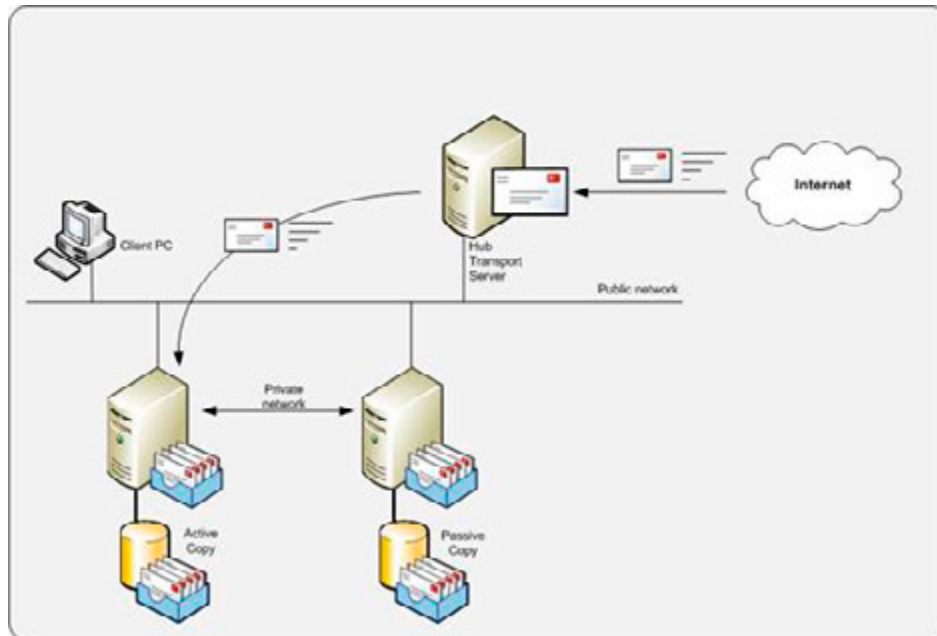 Internet
Client PC
Hub
Transport
Server
Public network
Private
network
Active
Copy
Passive
Copy